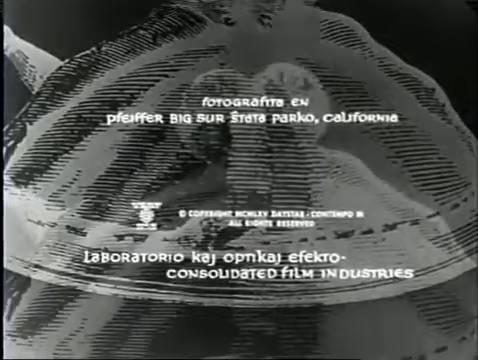 fotografita en
pfeiffer BIG SUR Ŝtata parko, California
© COPYRIGHT MCMLXV DAYSTAR - CONTEMPO III
ALL RIGHTS RESERVED
Laboratorio kaj optikaj efekto-
CONSOLIDATED FILM INDUSTRIES